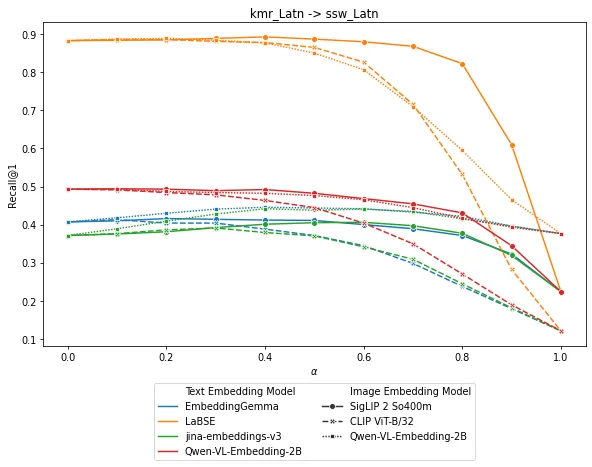 kmr_Latn -> ssw_Latn
Recall@1
0.9
0.8
0.7
0.6
0.5
0.4
0.3
0.2
0.1
0.0 0.2 0.4 0.6 0.8 1.0
α
Text Embedding Model Image Embedding Model
EmbeddingGemma SigLIP 2 So400m
LaBSE CLIP ViT-B/32
jina-embeddings-v3 Qwen-VL-Embedding-2B
Qwen-VL-Embedding-2B